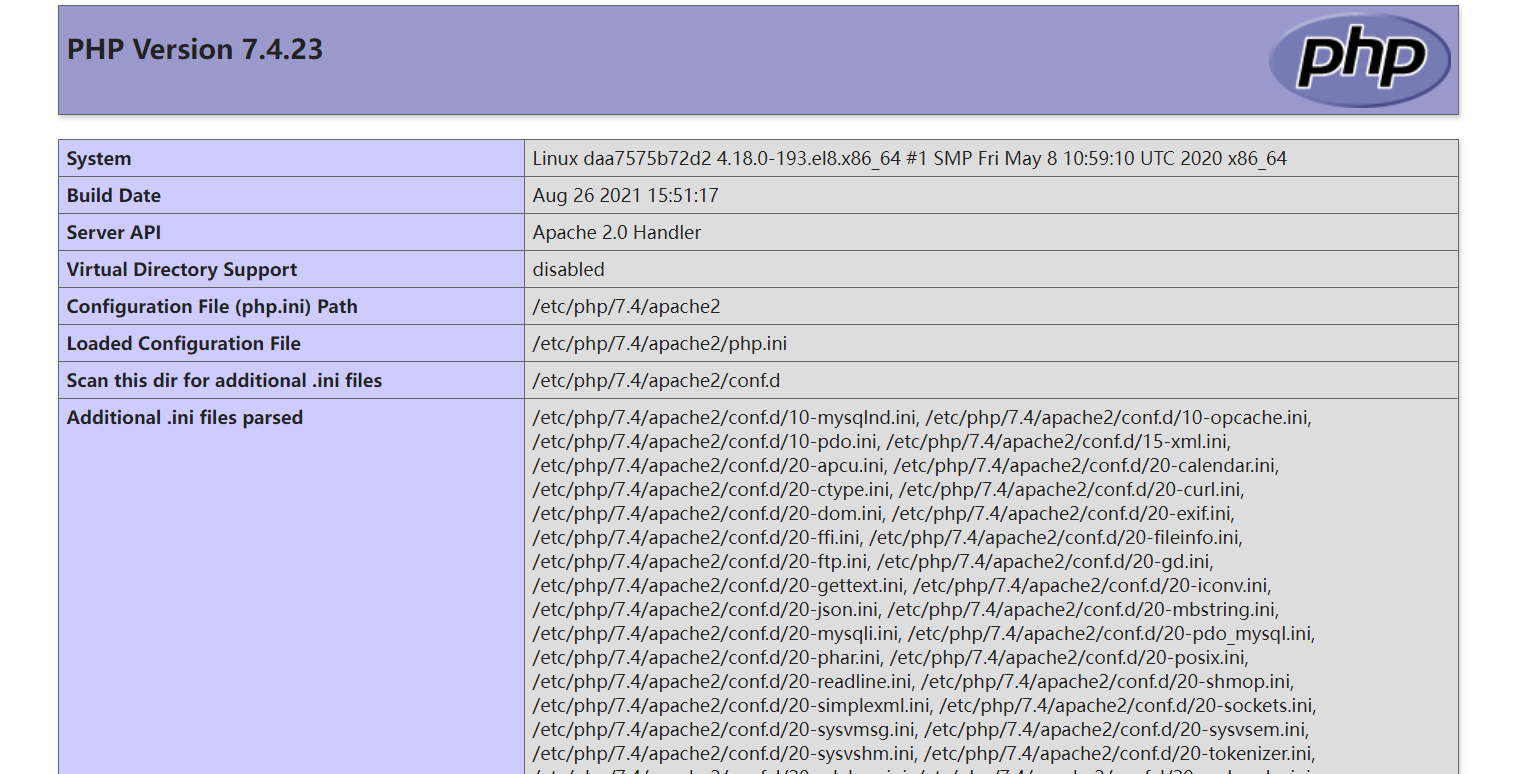 PHP Version 7.4.23
php
System Linux daa7575b72d2 4.18.0-193.el8.x86_64 #1 SMP Fri May 8 10:59:10 UTC 2020 x86_64
Build Date Aug 26 2021 15:51:17
Server API Apache 2.0 Handler
Virtual Directory Support disabled
Configuration File (php.ini) Path /etc/php/7.4/apache2
Loaded Configuration File /etc/php/7.4/apache2/php.ini
Scan this dir for additional .ini files /etc/php/7.4/apache2/conf.d
Additional .ini files parsed /etc/php/7.4/apache2/conf.d/10-mysqlnd.ini, /etc/php/7.4/apache2/conf.d/10-opcache.ini,
/etc/php/7.4/apache2/conf.d/10-pdo.ini, /etc/php/7.4/apache2/conf.d/15-xml.ini,
/etc/php/7.4/apache2/conf.d/20-apcu.ini, /etc/php/7.4/apache2/conf.d/20-calendar.ini,
/etc/php/7.4/apache2/conf.d/20-ctype.ini, /etc/php/7.4/apache2/conf.d/20-curl.ini,
/etc/php/7.4/apache2/conf.d/20-dom.ini, /etc/php/7.4/apache2/conf.d/20-exif.ini,
/etc/php/7.4/apache2/conf.d/20-ffi.ini, /etc/php/7.4/apache2/conf.d/20-fileinfo.ini,
/etc/php/7.4/apache2/conf.d/20-ftp.ini, /etc/php/7.4/apache2/conf.d/20-gd.ini,
/etc/php/7.4/apache2/conf.d/20-gettext.ini, /etc/php/7.4/apache2/conf.d/20-iconv.ini,
/etc/php/7.4/apache2/conf.d/20-json.ini, /etc/php/7.4/apache2/conf.d/20-mbstring.ini,
/etc/php/7.4/apache2/conf.d/20-mysqli.ini, /etc/php/7.4/apache2/conf.d/20-pdo_mysql.ini,
/etc/php/7.4/apache2/conf.d/20-phar.ini, /etc/php/7.4/apache2/conf.d/20-posix.ini,
/etc/php/7.4/apache2/conf.d/20-readline.ini, /etc/php/7.4/apache2/conf.d/20-shmop.ini,
/etc/php/7.4/apache2/conf.d/20-simplexml.ini, /etc/php/7.4/apache2/conf.d/20-sockets.ini,
/etc/php/7.4/apache2/conf.d/20-sysvmsg.ini, /etc/php/7.4/apache2/conf.d/20-sysvsem.ini,
/etc/php/7.4/apache2/conf.d/20-sysvshm.ini, /etc/php/7.4/apache2/conf.d/20-tokenizer.ini,